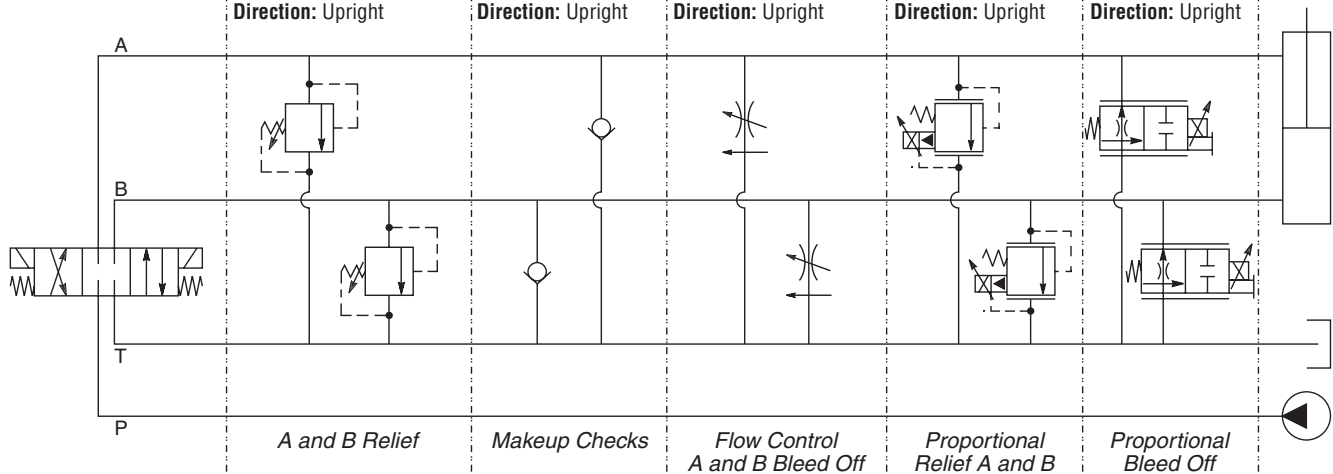 Direction: Upright
Direction: Upright
Direction: Upright
Direction: Upright
Direction: Upright
A
B
T
P
A and B Relief
Makeup Checks
Flow Control
A and B Bleed Off
Proportional
Relief A and B
Proportional
Bleed Off